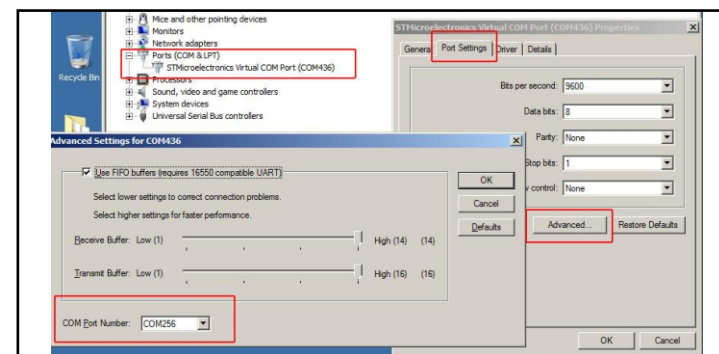 Mice and other pointing devices
Monitors
Network adapters
Ports (COM & LPT)
STMicroelectronics Virtual COM Port (COM436)
Processors
Sound, video and game controllers
System devices
Universal Serial Bus controllers
Recycle Bin
STMicroelectronics Virtual COM Port (COM436) Properties
General Port Settings Driver Details
Bits per second: 9600
Data bits: 8
Parity: None
Stop bits: 1
control: None
Advanced... Restore Defaults
OK Cancel
Advanced Settings for COM436
Use FIFO buffers (requires 16550 compatible UART)
Select lower settings to correct connection problems.
Select higher settings for faster performance.
Receive Buffer: Low (1) High (14) (14)
Transmit Buffer: Low (1) High (16) (16)
COM Port Number: COM256
OK
Cancel
Defaults